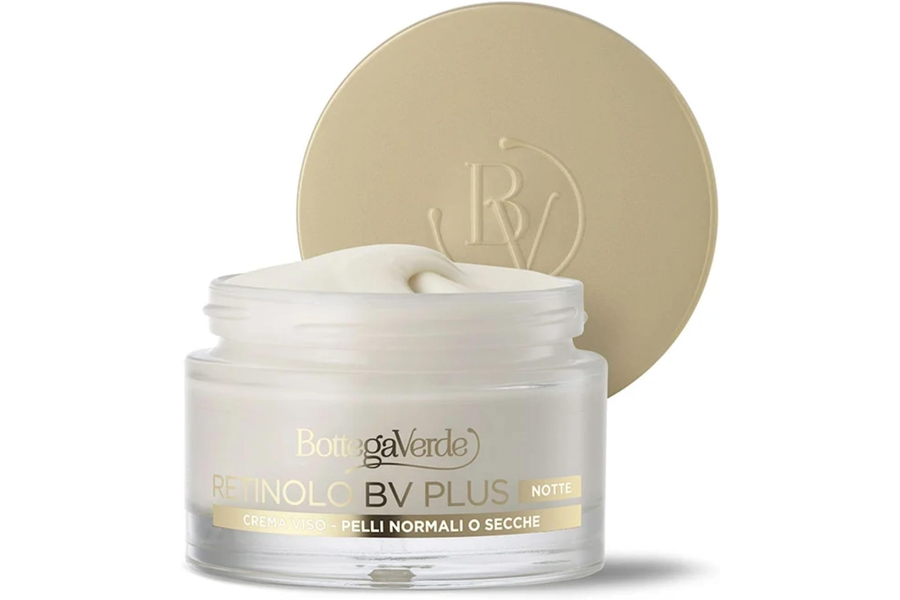 BV
BottegaVerde
RETINOLO BV PLUS NOTTE
CREMA VISO - PELLI NORMALI O SECCHE